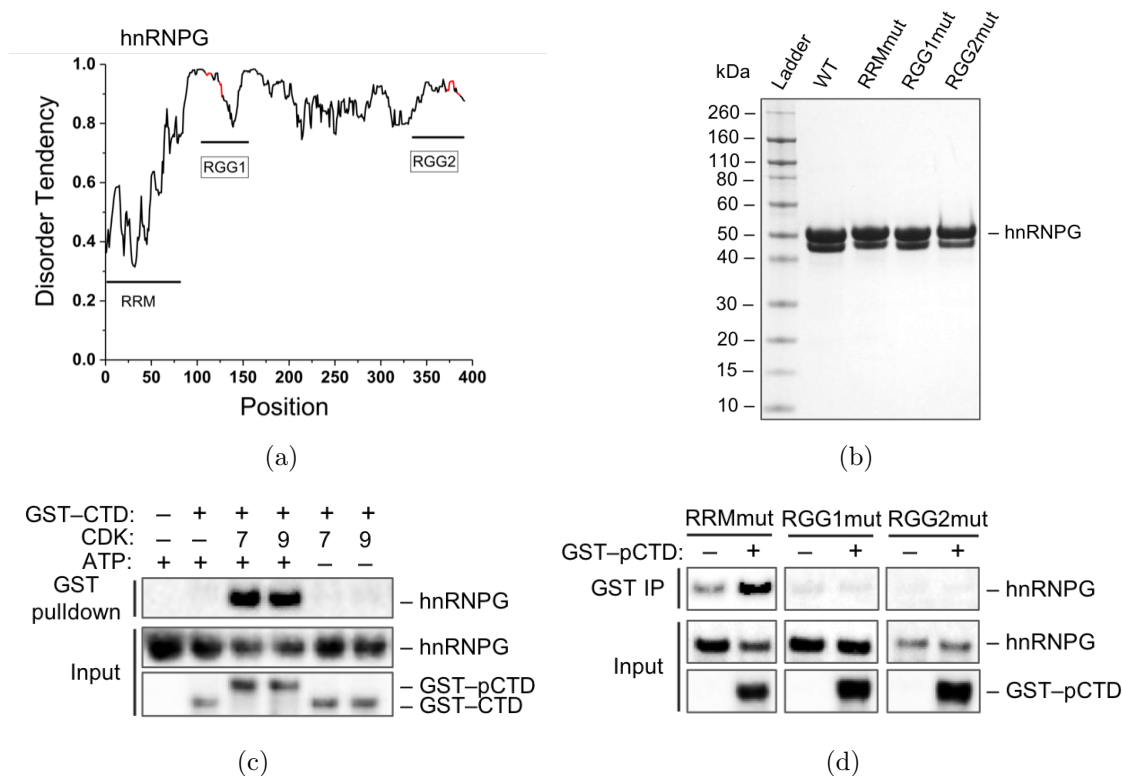 hnRNPG
Disorder Tendency
1.0
0.8
0.6
0.4
0.2
0.0
RGG1
RGG2
RRM
0 50 100 150 200 250 300 350 400
Position
(a)
kDa
Ladder
WT
RRMmut
RGG1mut
RGG2mut
260 –
160 –
110 –
80 –
60 –
50 –
40 –
30 –
20 –
15 –
10 –
– hnRNPG
(b)
GST–CTD: – + + + + +
CDK: – – 7 9 7 9
ATP: + + + + – –
GST
pulldown
– hnRNPG
Input
– hnRNPG
– GST–pCTD
– GST–CTD
(c)
RRMmut RGG1mut RGG2mut
GST–pCTD: – + – + – +
GST IP
– hnRNPG
Input
– hnRNPG
– GST–pCTD
(d)